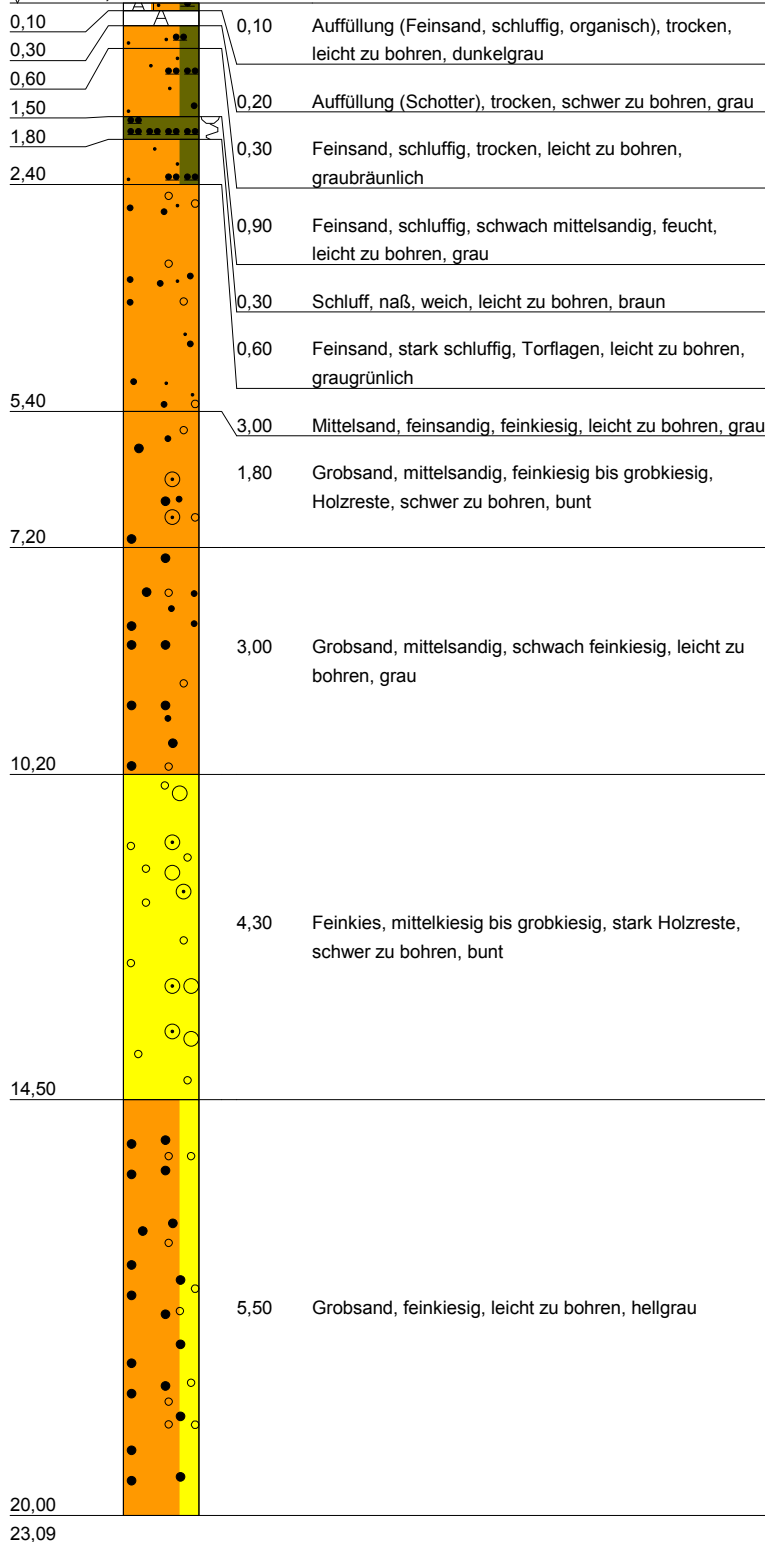 0,10
0,30
0,60
1,50
1,80
2,40
5,40
7,20
10,20
14,50
20,00
23,09
A
A
0,10 Auffüllung (Feinsand, schluffig, organisch), trocken,
leicht zu bohren, dunkelgrau
0,20 Auffüllung (Schotter), trocken, schwer zu bohren, grau
0,30 Feinsand, schluffig, trocken, leicht zu bohren,
graubräunlich
0,90 Feinsand, schluffig, schwach mittelsandig, feucht,
leicht zu bohren, grau
0,30 Schluff, naß, weich, leicht zu bohren, braun
0,60 Feinsand, stark schluffig, Torflagen, leicht zu bohren,
graugrünlich
3,00 Mittelsand, feinsandig, feinkiesig, leicht zu bohren, grau
1,80 Grobsand, mittelsandig, feinkiesig bis grobkiesig,
Holzreste, schwer zu bohren, bunt
3,00 Grobsand, mittelsandig, schwach feinkiesig, leicht zu
bohren, grau
4,30 Feinkies, mittelkiesig bis grobkiesig, stark Holzreste,
schwer zu bohren, bunt
5,50 Grobsand, feinkiesig, leicht zu bohren, hellgrau